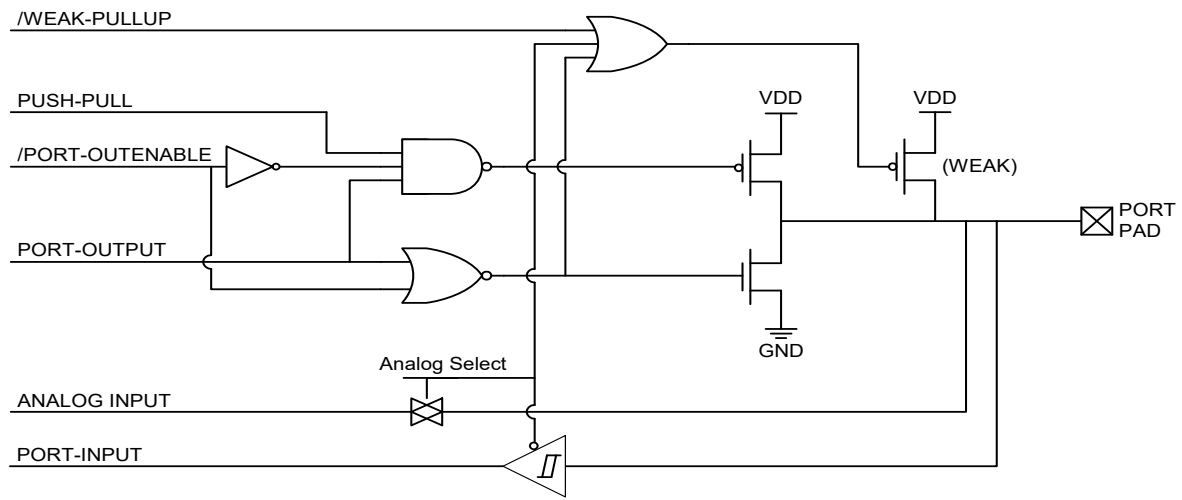 /WEAK-PULLUP
PUSH-PULL
VDD
VDD
/PORT-OUTENABLE
(WEAK)
PORT
PAD
PORT-OUTPUT
GND
Analog Select
ANALOG INPUT
PORT-INPUT